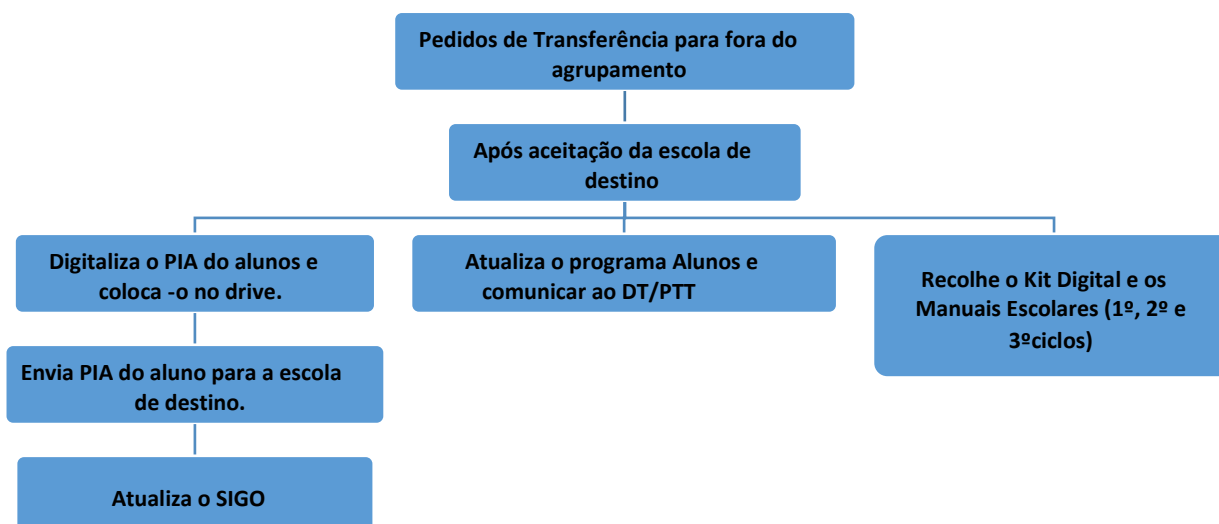 Pedidos de Transferência para fora do
agrupamento
Após aceitação da escola de
destino
Digitaliza o PIA do alunos e
coloca -o no drive.
Atualiza o programa Alunos e
comunicar ao DT/PTT
Recolhe o Kit Digital e os
Manuais Escolares (1º, 2º e
3ºciclos)
Envia PIA do aluno para a escola
de destino.
Atualiza o SIGO